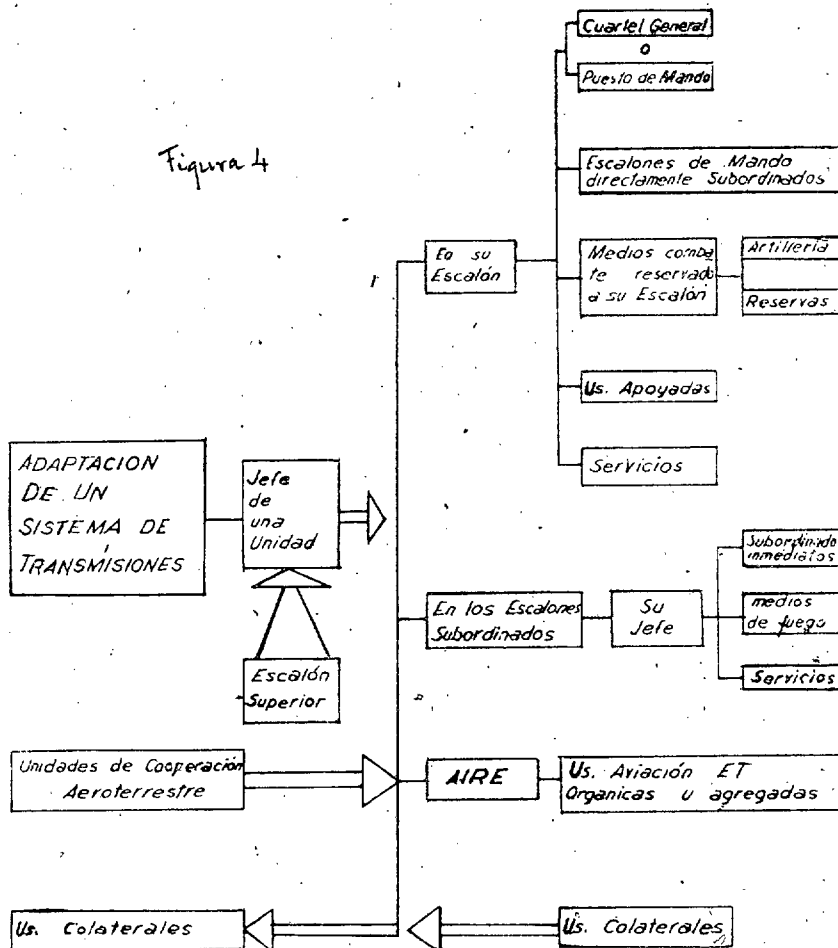 Figura 4
Cuartel General
o
Puesto de Mando
Escalones de Mando
directamente Subordinados
En su
Escalón
Medios comba
te reservado
a su Escalón
Artillería
Reservas
Us. Apoyadas
Servicios
ADAPTACION
DE UN
SISTEMA DE
TRANSMISIONES
Jefe
de
una
Unidad
Escalón
Superior
En los Escalones
Subordinados
Su
Jefe
Subordinado
inmediatos
medios
de fuego
Servicios
Unidades de Cooperación
Aeroterrestre
AIRE
Us. Aviación ET
Organicas u agregadas
Us. Colaterales
Us. Colaterales